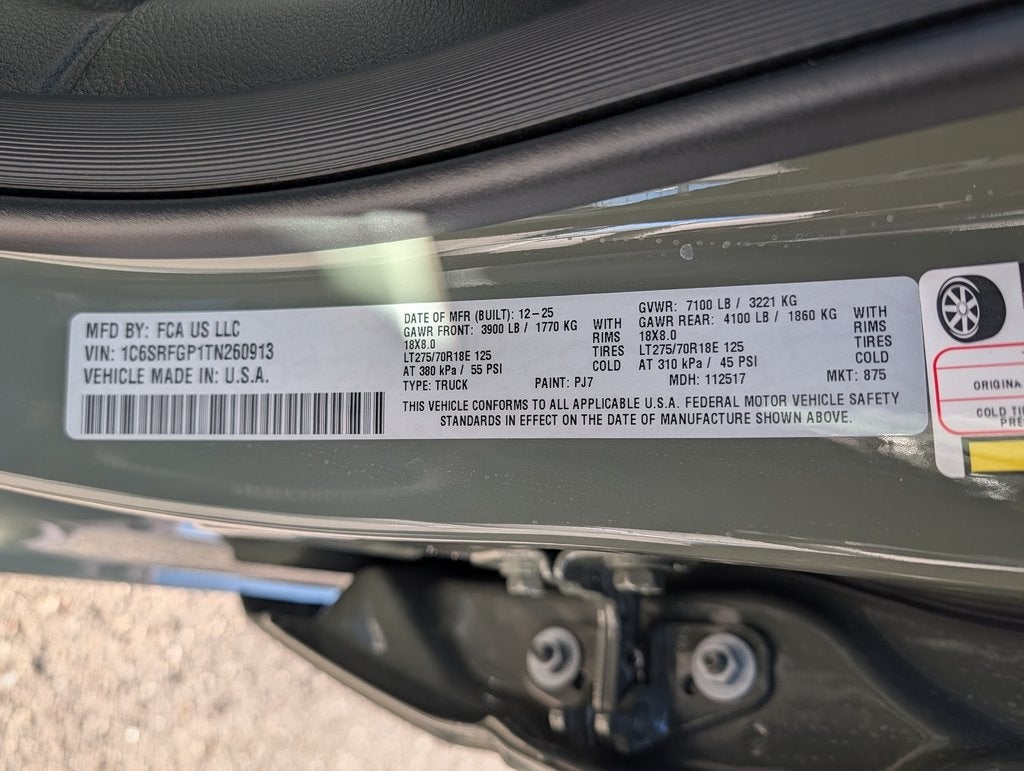 MFD BY: FCA US LLC
VIN: 1C6SRFGP1TN260913
VEHICLE MADE IN: U.S.A.
DATE OF MFR (BUILT): 12-25
GAWR FRONT: 3900 LB / 1770 KG WITH
18X8.0 RIMS
LT275/70R18E 125 TIRES
AT 380 kPa / 55 PSI COLD
TYPE: TRUCK PAINT: PJ7
GVWR: 7100 LB / 3221 KG
GAWR REAR: 4100 LB / 1860 KG WITH
18X8.0 RIMS
LT275/70R18E 125 TIRES
AT 310 kPa / 45 PSI COLD
MDH: 112517 MKT: 875
THIS VEHICLE CONFORMS TO ALL APPLICABLE U.S.A. FEDERAL MOTOR VEHICLE SAFETY
STANDARDS IN EFFECT ON THE DATE OF MANUFACTURE SHOWN ABOVE.
ORIGINA
COLD TI
PRE